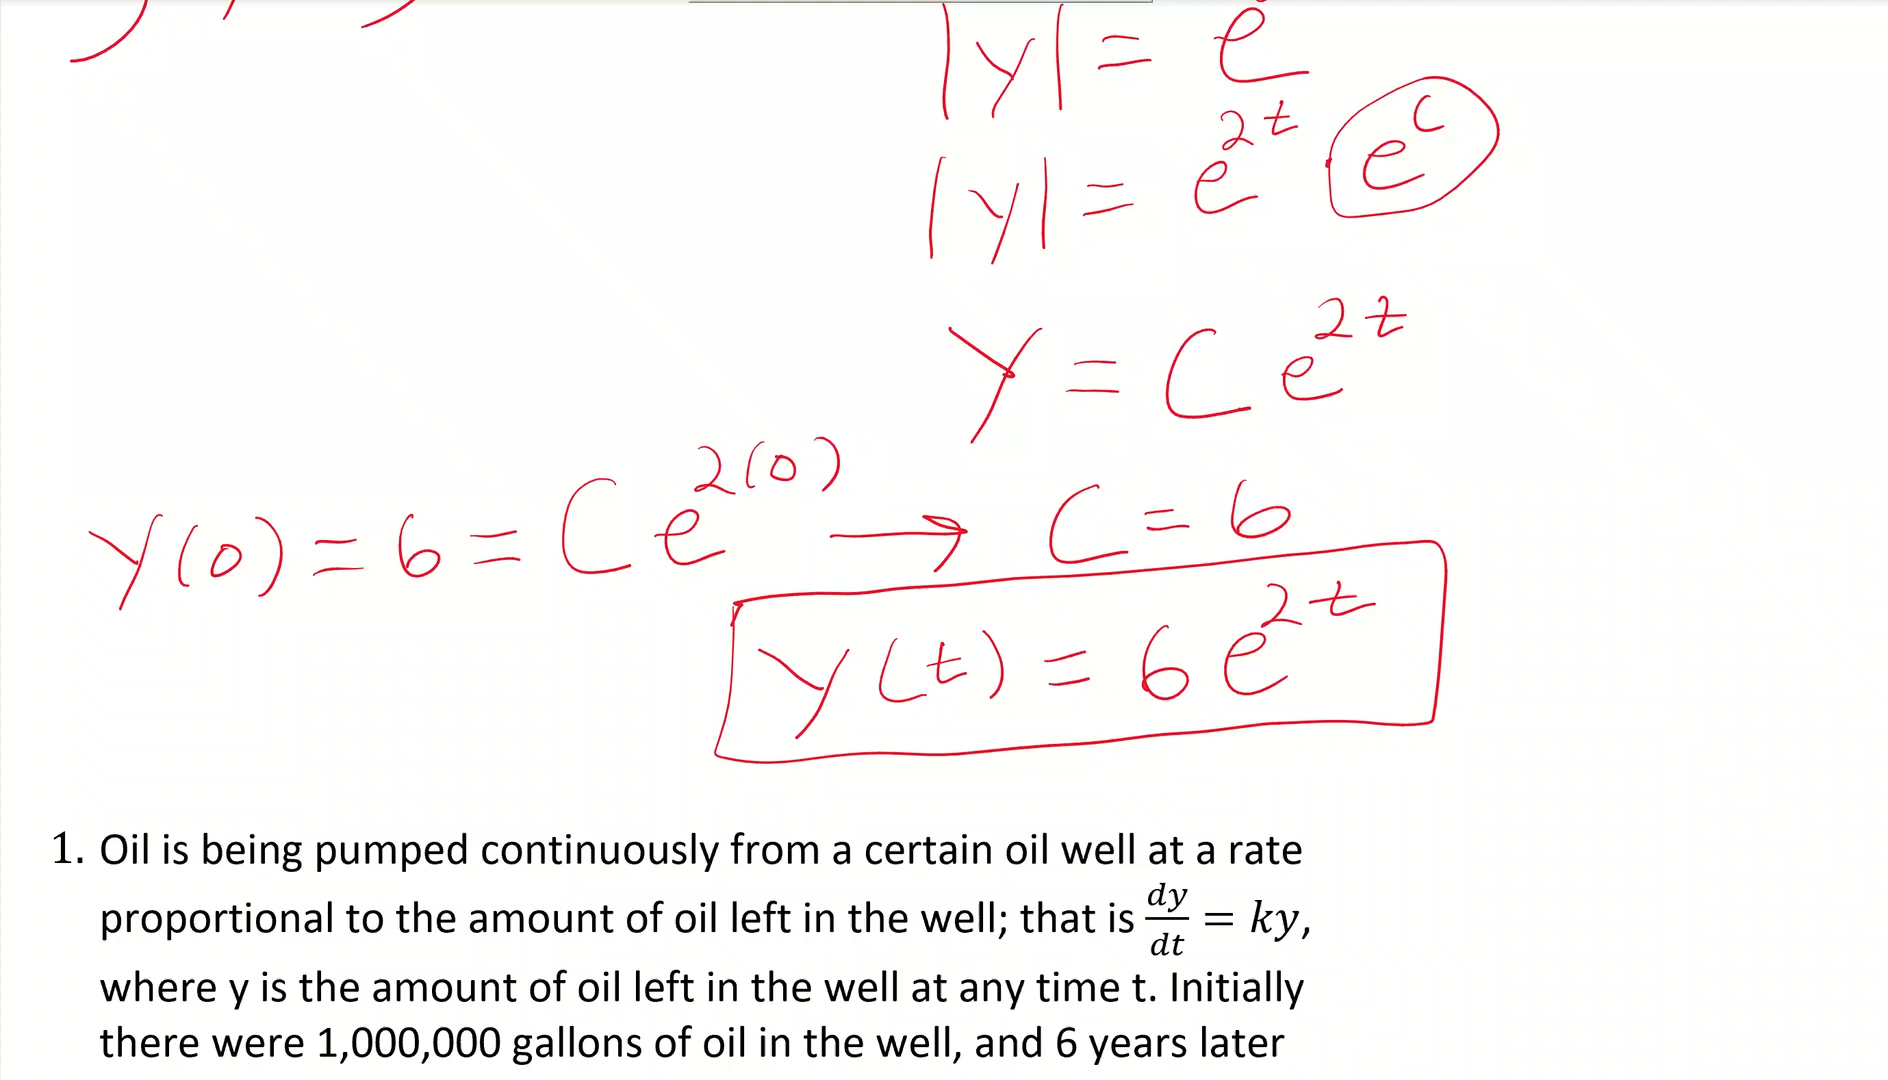 |y| = e
|y| = e^{2t} · e^{c}
y = C e^{2t}
y(0) = 6 = C e^{2(0)} → C = 6
y(t) = 6 e^{2t}
1. Oil is being pumped continuously from a certain oil well at a rate
proportional to the amount of oil left in the well; that is dy/dt = ky,
where y is the amount of oil left in the well at any time t. Initially
there were 1,000,000 gallons of oil in the well, and 6 years later